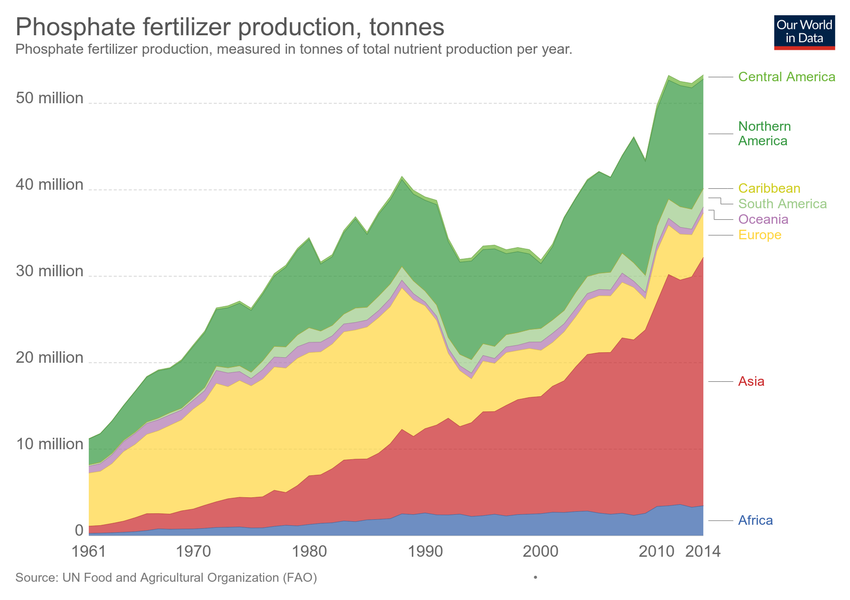 Phosphate fertilizer production, tonnes
Phosphate fertilizer production, measured in tonnes of total nutrient production per year.
Our World
in Data
50 million
40 million
30 million
20 million
10 million
0
1961
1970
1980
1990
2000
2010
2014
Central America
Northern
America
Caribbean
South America
Oceania
Europe
Asia
Africa
Source: UN Food and Agricultural Organization (FAO)
•